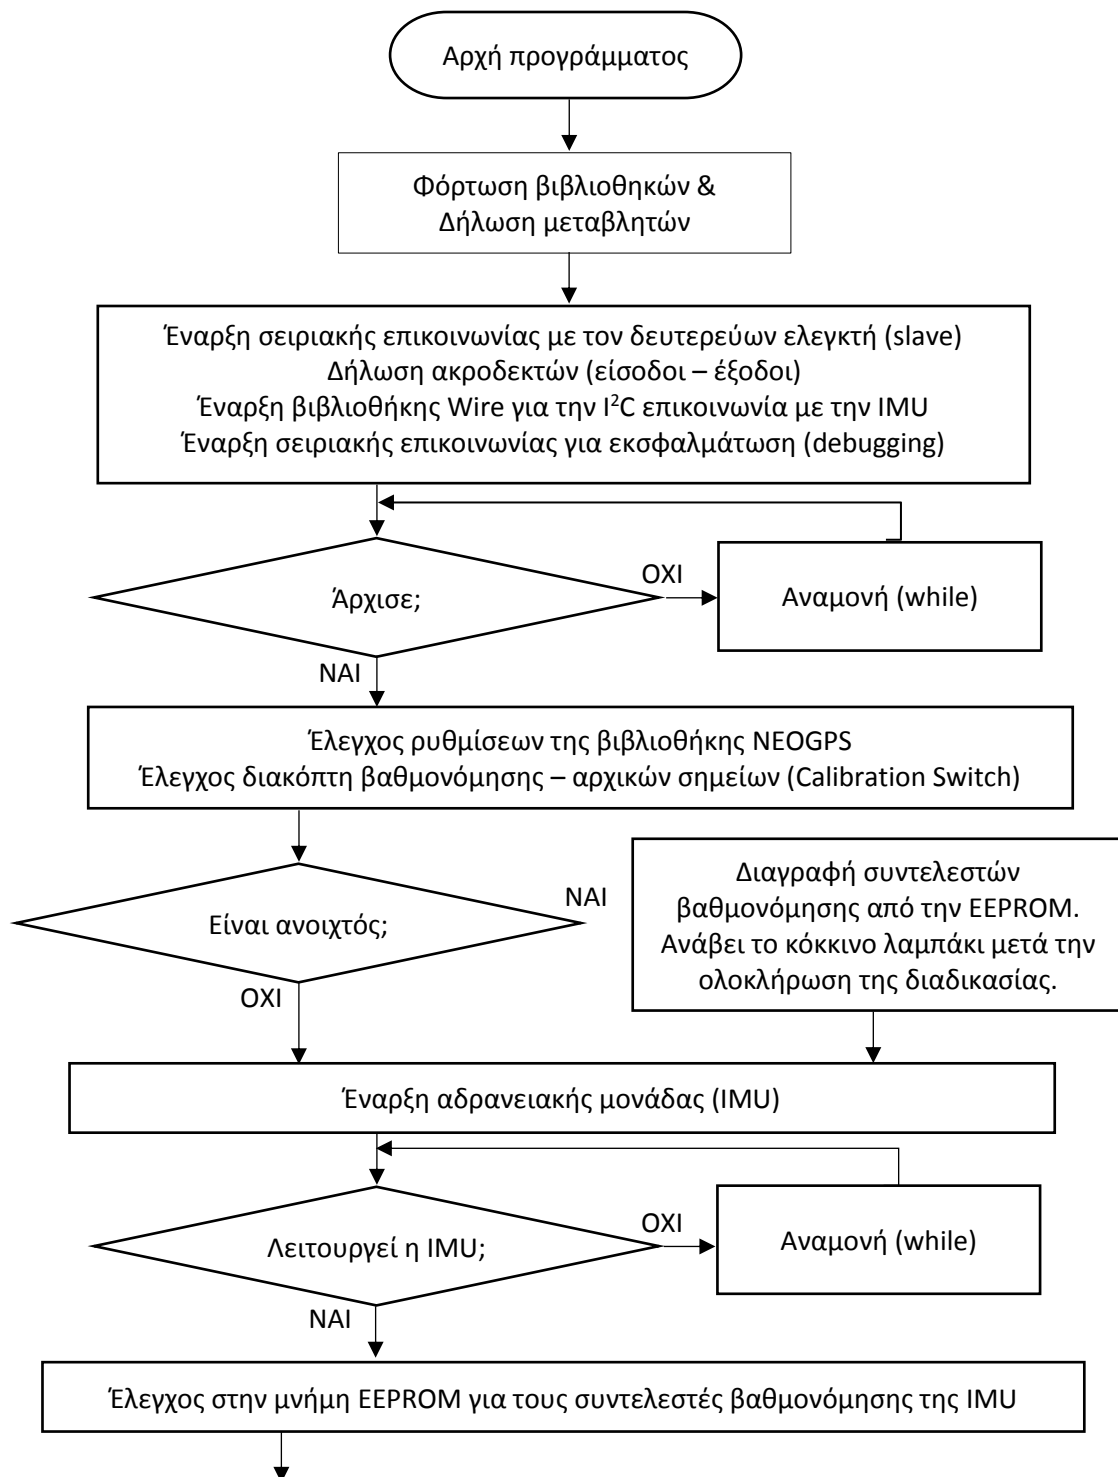 Αρχή προγράμματος
Φόρτωση βιβλιοθηκών &
Δήλωση μεταβλητών
Έναρξη σειριακής επικοινωνίας με τον δευτερεύων ελεγκτή (slave)
Δήλωση ακροδεκτών (είσοδοι – έξοδοι)
Έναρξη βιβλιοθήκης Wire για την I²C επικοινωνία με την IMU
Έναρξη σειριακής επικοινωνίας για εκσφαλμάτωση (debugging)
Άρχισε;
ΟΧΙ
Αναμονή (while)
ΝΑΙ
Έλεγχος ρυθμίσεων της βιβλιοθήκης NEOGPS
Έλεγχος διακόπτη βαθμονόμησης – αρχικών σημείων (Calibration Switch)
Είναι ανοιχτός;
ΝΑΙ
Διαγραφή συντελεστών
βαθμονόμησης από την EEPROM.
Ανάβει το κόκκινο λαμπάκι μετά την
ολοκλήρωση της διαδικασίας.
ΟΧΙ
Έναρξη αδρανειακής μονάδας (IMU)
Λειτουργεί η IMU;
ΟΧΙ
Αναμονή (while)
ΝΑΙ
Έλεγχος στην μνήμη EEPROM για τους συντελεστές βαθμονόμησης της IMU